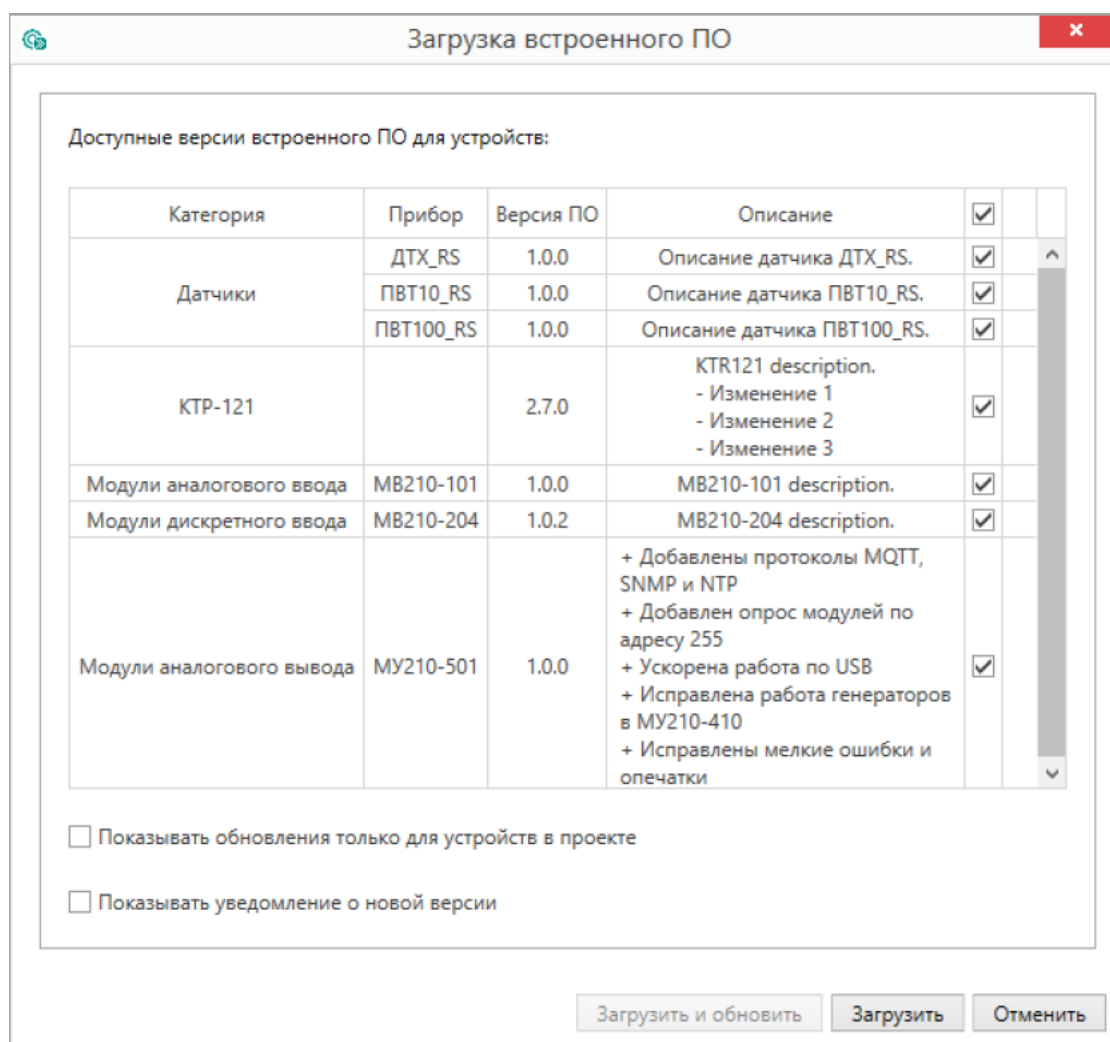 Загрузка встроенного ПО
Доступные версии встроенного ПО для устройств:
Категория Прибор Версия ПО Описание
Датчики
ДТХ_RS 1.0.0 Описание датчика ДТХ_RS.
ПВТ10_RS 1.0.0 Описание датчика ПВТ10_RS.
ПВТ100_RS 1.0.0 Описание датчика ПВТ100_RS.
КТР-121 2.7.0
KTR121 description.
- Изменение 1
- Изменение 2
- Изменение 3
Модули аналогового ввода МВ210-101 1.0.0 МВ210-101 description.
Модули дискретного ввода МВ210-204 1.0.2 МВ210-204 description.
Модули аналогового вывода МУ210-501 1.0.0
+ Добавлены протоколы MQTT,
SNMP и NTP
+ Добавлен опрос модулей по
адресу 255
+ Ускорена работа по USB
+ Исправлена работа генераторов
в МУ210-410
+ Исправлены мелкие ошибки и
опечатки
Показывать обновления только для устройств в проекте
Показывать уведомление о новой версии
Загрузить и обновить Загрузить Отменить